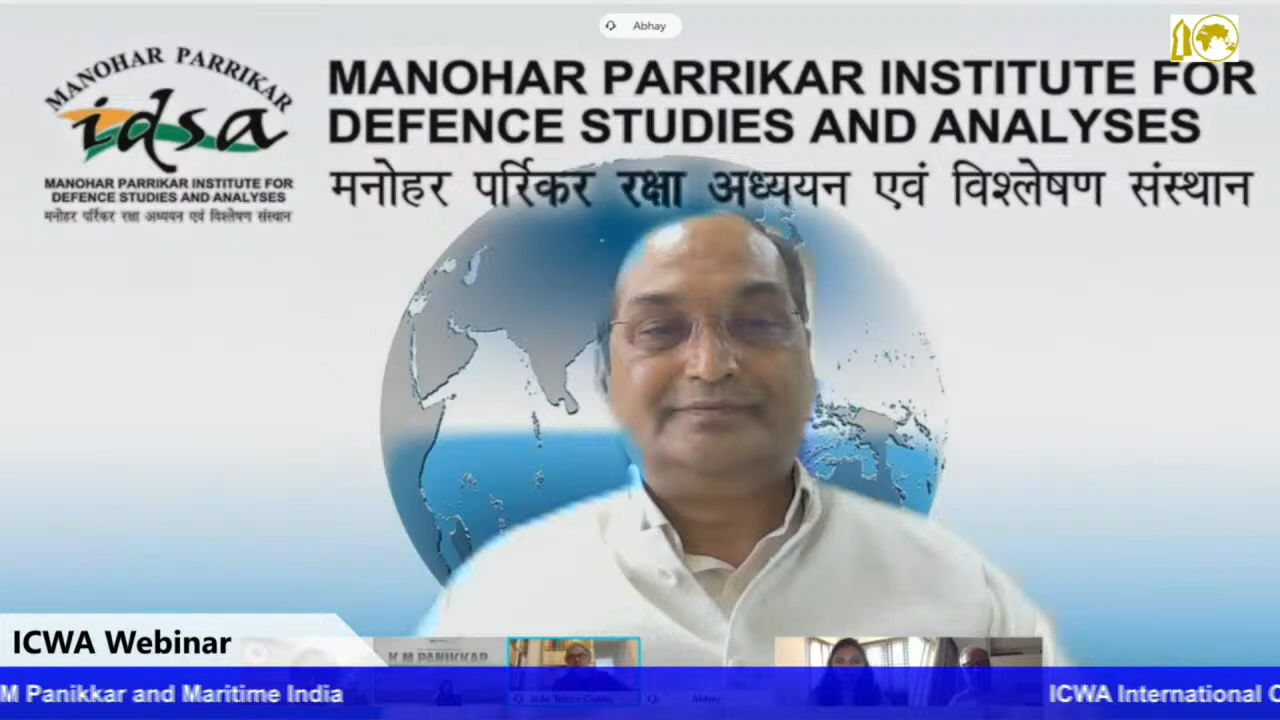 Abhay
MANOHAR PARRIKAR
idsa
MANOHAR PARRIKAR INSTITUTE FOR
DEFENCE STUDIES AND ANALYSES
मनोहर पर्रिकर रक्षा अध्ययन एवं विश्लेषण संस्थान
MANOHAR PARRIKAR INSTITUTE FOR
DEFENCE STUDIES AND ANALYSES
मनोहर पर्रिकर रक्षा अध्ययन एवं विश्लेषण संस्थान
ICWA Webinar
K M PANIKKAR
Abhay
M Panikkar and Maritime India
ICWA International